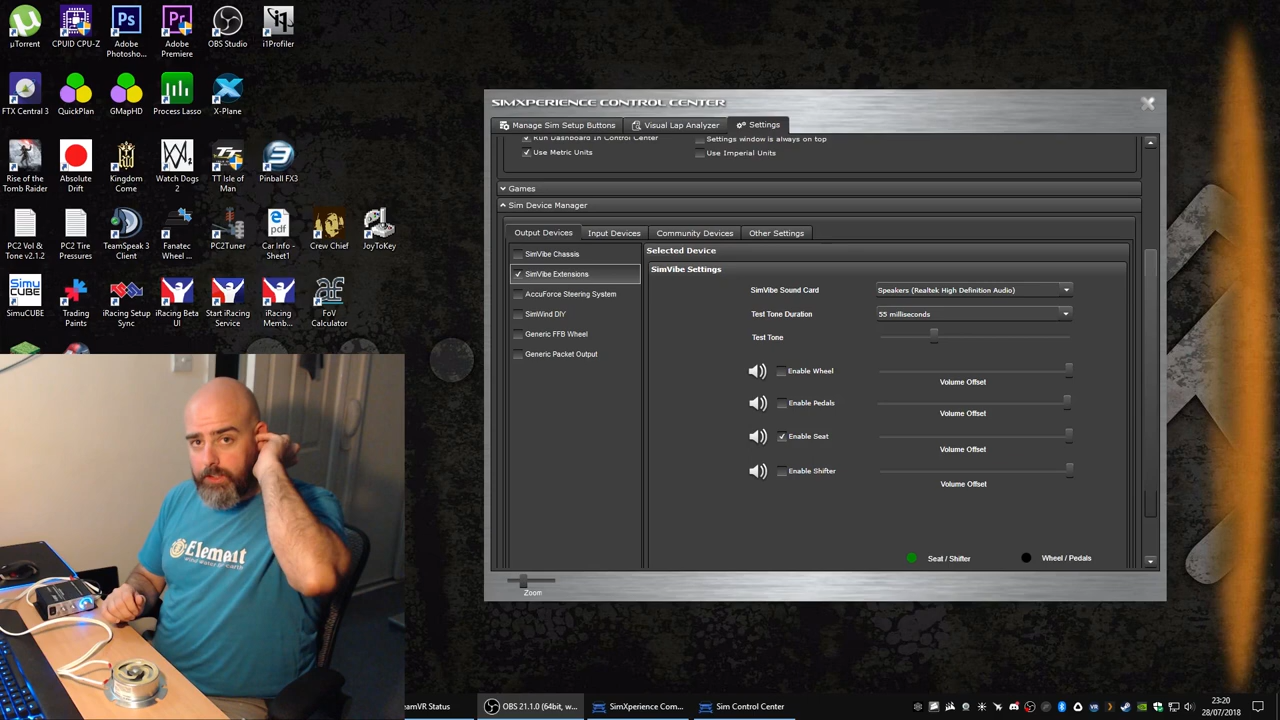 µTorrent
CPUID CPU-Z
Adobe Photosho...
Adobe Premiere
OBS Studio
i1Profiler
FTX Central 3
QuickPlan
GMapHD
Process Lasso
X-Plane
Rise of the Tomb Raider
Absolute Drift
Kingdom Come
Watch Dogs 2
TT Isle of Man
Pinball FX3
PC2 Vol & Tone v2.1.2
PC2 Tire Pressures
TeamSpeak 3 Client
Fanatec Wheel ...
PC2Tuner
Car Info - Sheet1
Crew Chief
JoyToKey
SimuCUBE
Trading Paints
iRacing Setup Sync
iRacing Beta UI
Start iRacing Service
iRacing Memb...
FoV Calculator
SIMXPERIENCE CONTROL CENTER
Manage Sim Setup Buttons
Visual Lap Analyzer
Settings
Run Dashboard In Control Center
Settings window is always on top
Use Metric Units
Use Imperial Units
Games
Sim Device Manager
Output Devices
Input Devices
Community Devices
Other Settings
SimVibe Chassis
SimVibe Extensions
AccuForce Steering System
SimWind DIY
Generic FFB Wheel
Generic Packet Output
Selected Device
SimVibe Settings
SimVibe Sound Card
Speakers (Realtek High Definition Audio)
Test Tone Duration
55 milliseconds
Test Tone
Enable Wheel
Volume Offset
Enable Pedals
Volume Offset
Enable Seat
Volume Offset
Enable Shifter
Volume Offset
Seat / Shifter
Wheel / Pedals
Zoom
Element
wind water or earth
eamVR Status
OBS 21.1.0 (64bit, w...
SimXperience Com...
Sim Control Center
23:20
28/07/2018